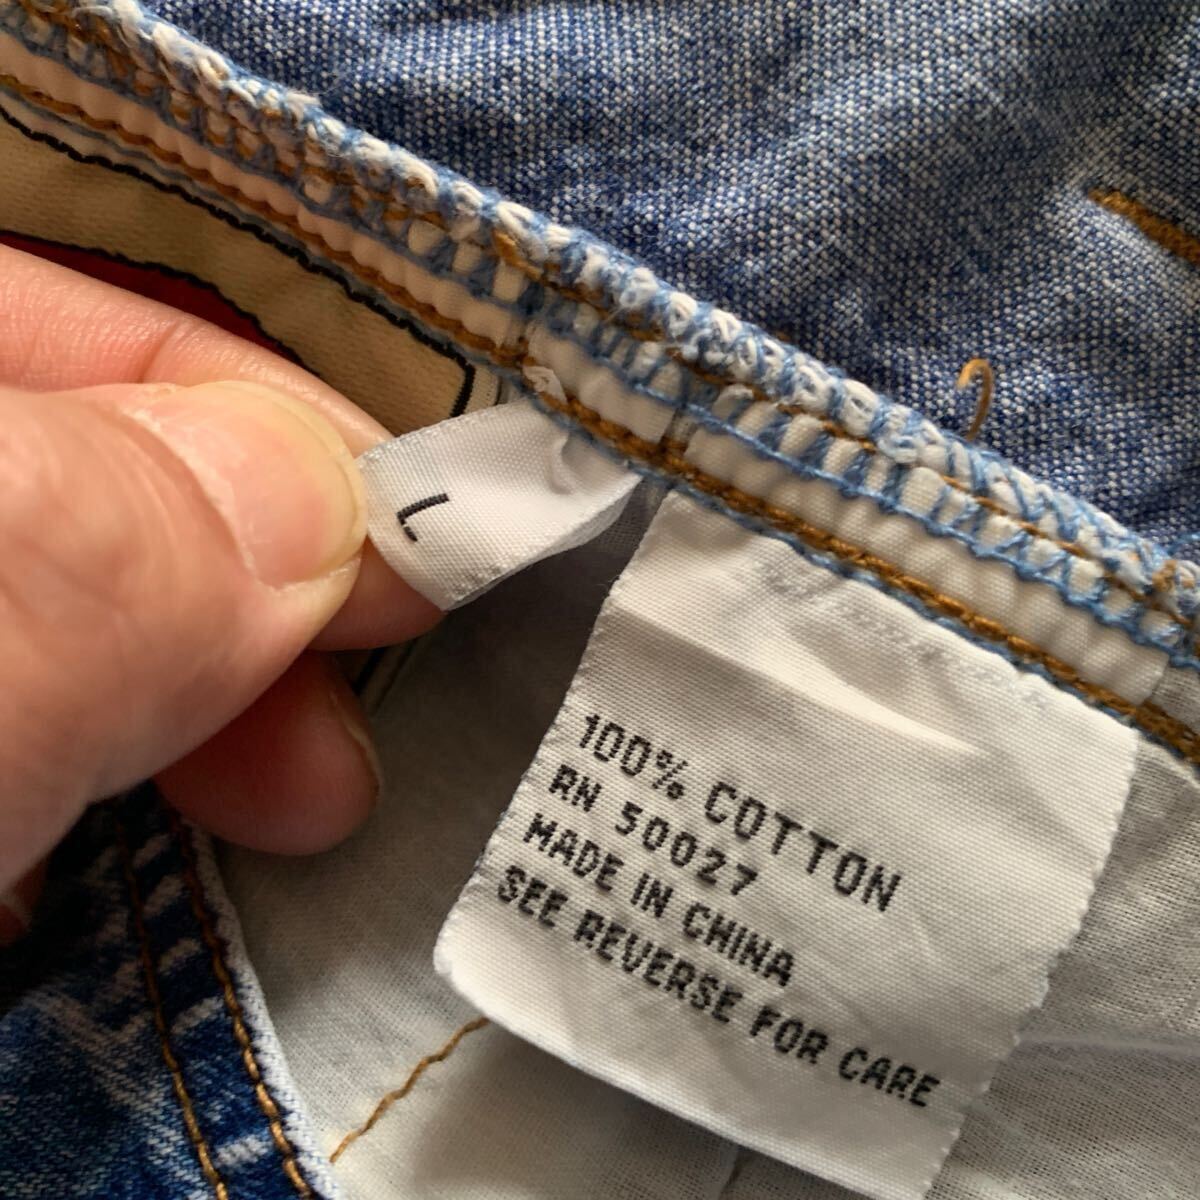 L
100% COTTON
RN 50027
MADE IN CHINA
SEE REVERSE FOR CARE